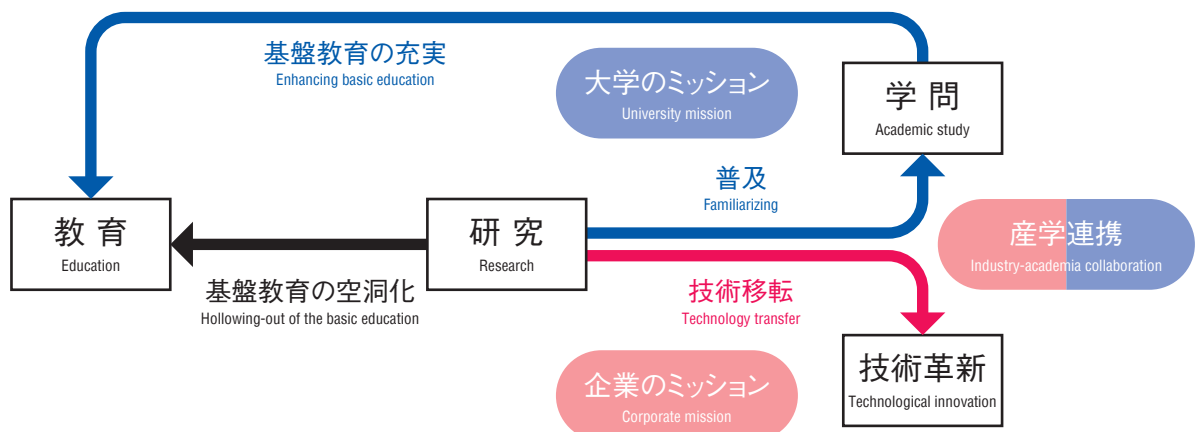 基盤教育の充実
Enhancing basic education
大学のミッション
University mission
学 問
Academic study
普及
Familiarizing
教 育
Education
研 究
Research
産学連携
Industry-academia collaboration
基盤教育の空洞化
Hollowing-out of the basic education
技術移転
Technology transfer
企業のミッション
Corporate mission
技術革新
Technological innovation